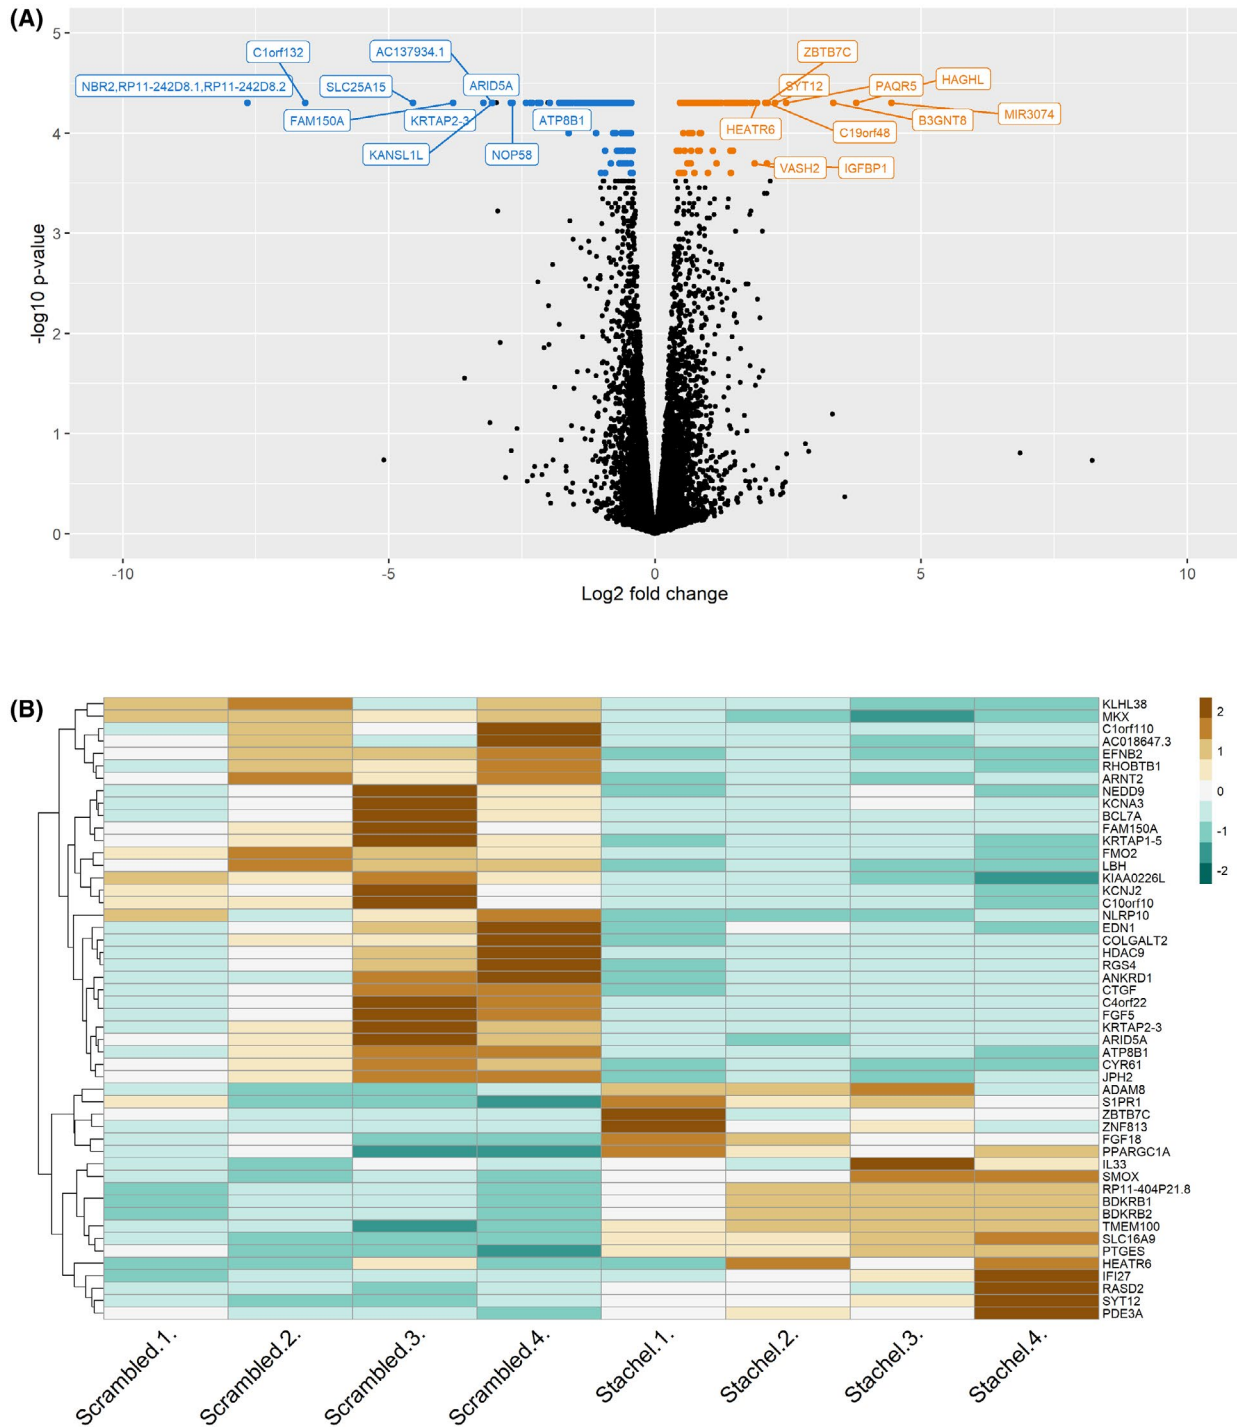 (A)
5
4
3
2
1
0
-log10 p-value
C1orf132
AC137934.1
NBR2,RP11-242D8.1,RP11-242D8.2
SLC25A15
ARID5A
FAM150A
KRTAP2-3
ATP8B1
KANSL1L
NOP58
ZBTB7C
SYT12
PAQR5
HAGHL
HEATR6
C19orf48
B3GNT8
MIR3074
VASH2
IGFBP1
-10
-5
0
5
10
Log2 fold change
(B)
KLHL38
MKX
C1orf110
AC018647.3
EFNB2
RHOBTB1
ARNT2
NEDD9
KCNA3
BCL7A
FAM150A
KRTAP1-5
FMO2
LBH
KIAA0226L
KCNJ2
C10orf10
NLRP10
EDN1
COLGALT2
HDAC9
RGS4
ANKRD1
CTGF
C4orf22
FGF5
KRTAP2-3
ARID5A
ATP8B1
CYR61
JPH2
ADAM8
S1PR1
ZBTB7C
ZNF813
FGF18
PPARGC1A
IL33
SMOX
RP11-404P21.8
BDKRB1
BDKRB2
TMEM100
SLC16A9
PTGES
HEATR6
IFI27
RASD2
SYT12
PDE3A
2
1
0
-1
-2
Scrambled.1.
Scrambled.2.
Scrambled.3.
Scrambled.4.
Stachel.1.
Stachel.2.
Stachel.3.
Stachel.4.